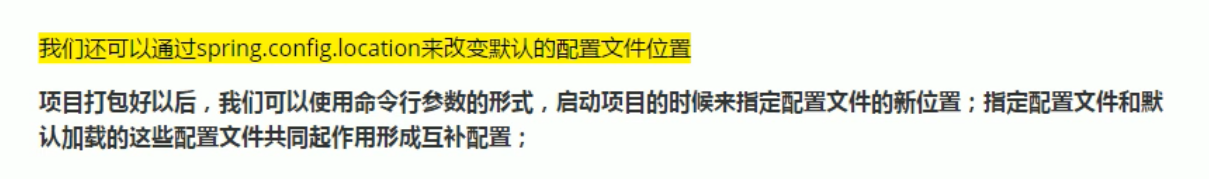 我们还可以通过spring.config.location来改变默认的配置文件位置
项目打包好以后，我们可以使用命令行参数的形式，启动项目的时候来指定配置文件的新位置；指定配置文件和默
认加载的这些配置文件共同起作用形成互补配置；